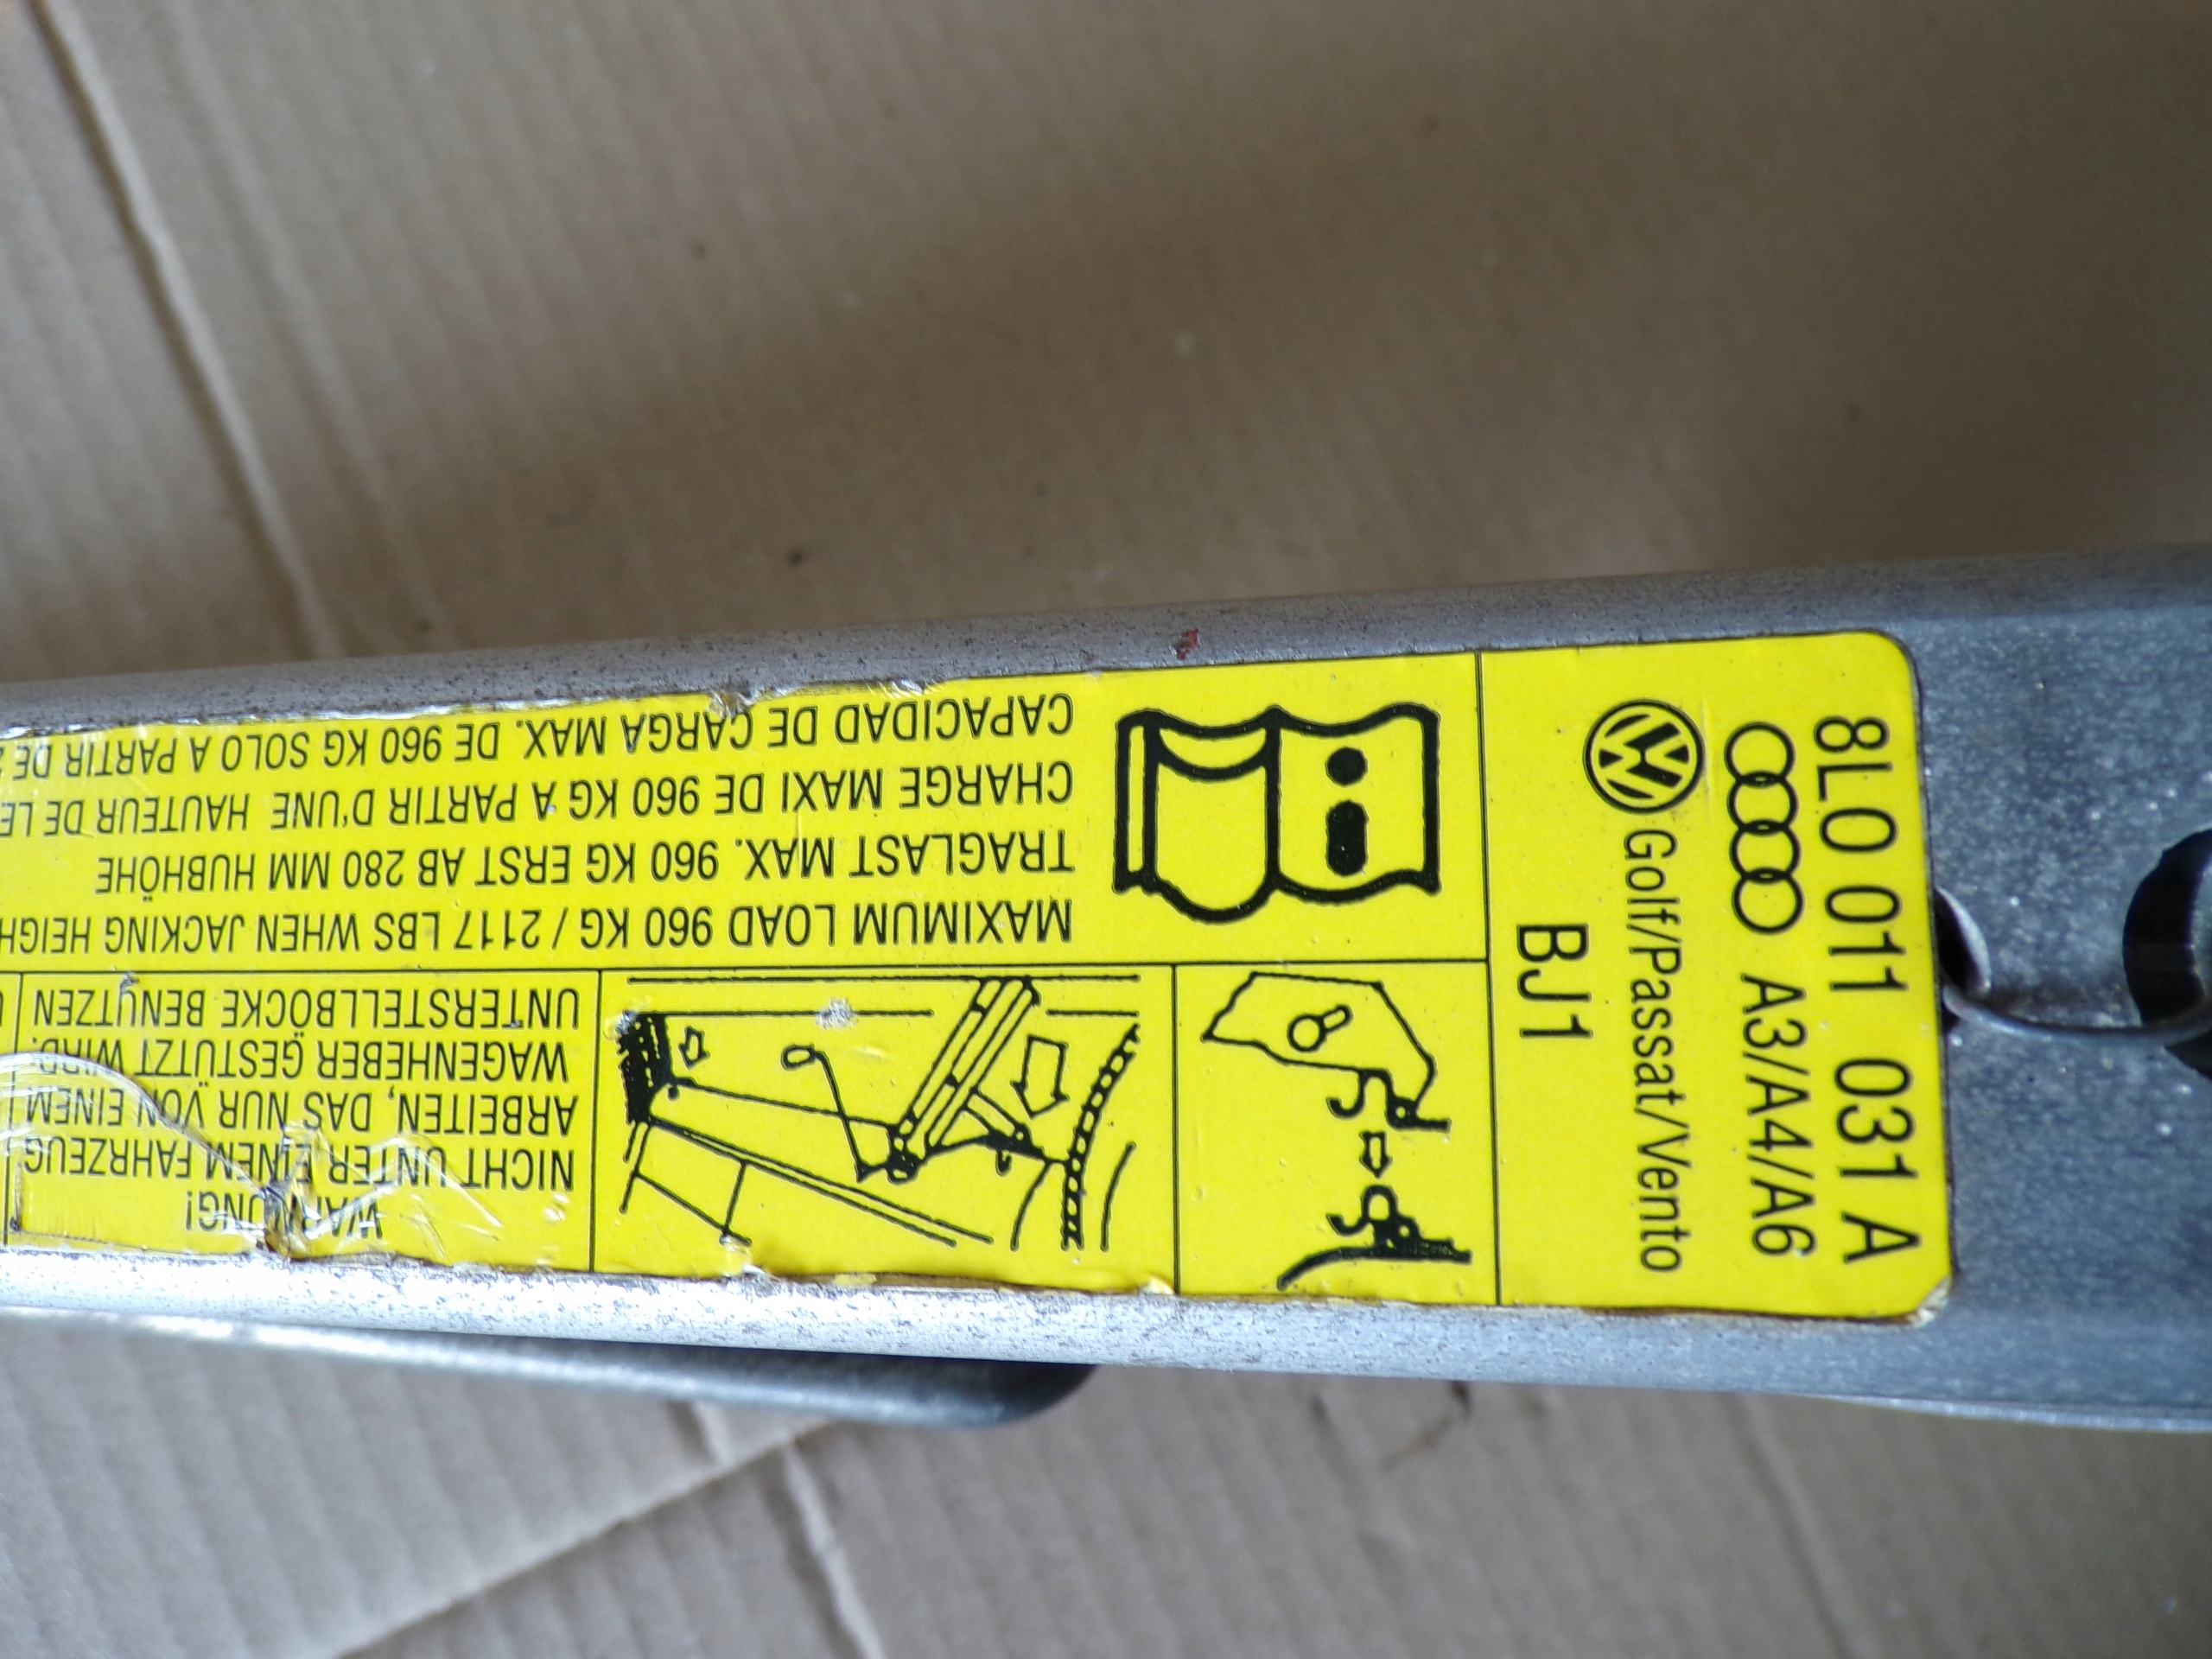 8L0 011 031 A
A3/A4/A6
Golf/Passat/Vento
BJ1
WARNUNG!
NICHT UNTER EINEM FAHRZEUG
ARBEITEN, DAS NUR VON EINEM
WAGENHEBER GESTÜTZT WIRD.
UNTERSTELLBÖCKE BENUTZEN
MAXIMUM LOAD 960 KG / 2117 LBS WHEN JACKING HEIGH
TRAGLAST MAX. 960 KG ERST AB 280 MM HUBHÖHE
CHARGE MAXI DE 960 KG A PARTIR D'UNE HAUTEUR DE LE
CAPACIDAD DE CARGA MAX. DE 960 KG SOLO A PARTIR DE